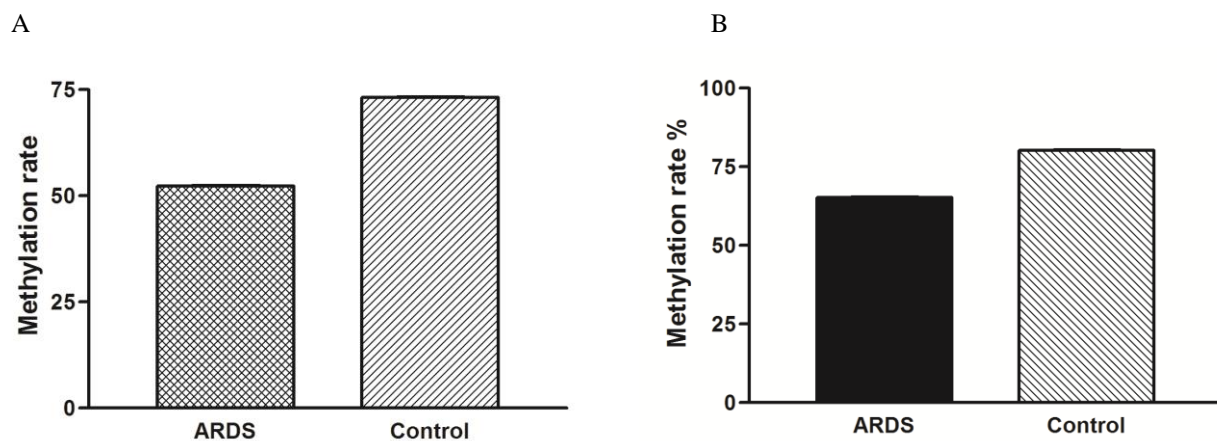 A
Methylation rate
75
50
25
0
ARDS Control
B
Methylation rate %
100
75
50
25
0
ARDS Control